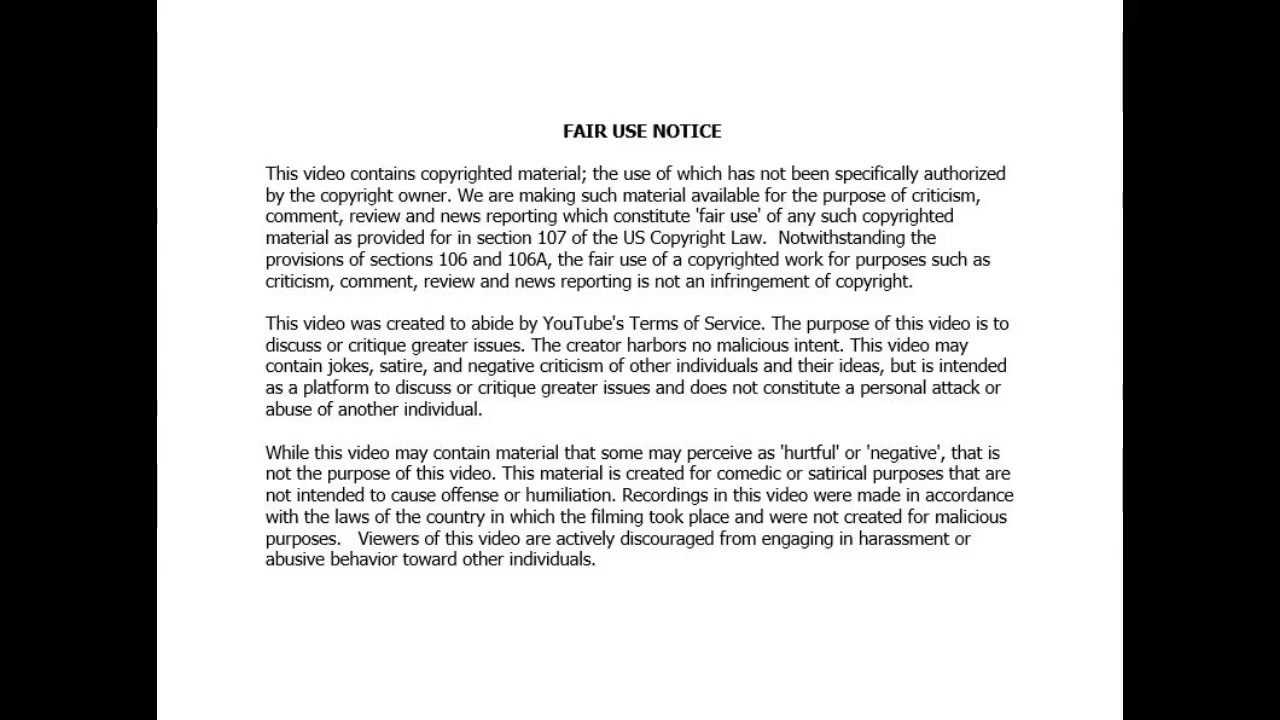 FAIR USE NOTICE
This video contains copyrighted material; the use of which has not been specifically authorized
by the copyright owner. We are making such material available for the purpose of criticism,
comment, review and news reporting which constitute 'fair use' of any such copyrighted
material as provided for in section 107 of the US Copyright Law.  Notwithstanding the
provisions of sections 106 and 106A, the fair use of a copyrighted work for purposes such as
criticism, comment, review and news reporting is not an infringement of copyright.
This video was created to abide by YouTube's Terms of Service. The purpose of this video is to
discuss or critique greater issues. The creator harbors no malicious intent. This video may
contain jokes, satire, and negative criticism of other individuals and their ideas, but is intended
as a platform to discuss or critique greater issues and does not constitute a personal attack or
abuse of another individual.
While this video may contain material that some may perceive as 'hurtful' or 'negative', that is
not the purpose of this video. This material is created for comedic or satirical purposes that are
not intended to cause offense or humiliation. Recordings in this video were made in accordance
with the laws of the country in which the filming took place and were not created for malicious
purposes.   Viewers of this video are actively discouraged from engaging in harassment or
abusive behavior toward other individuals.